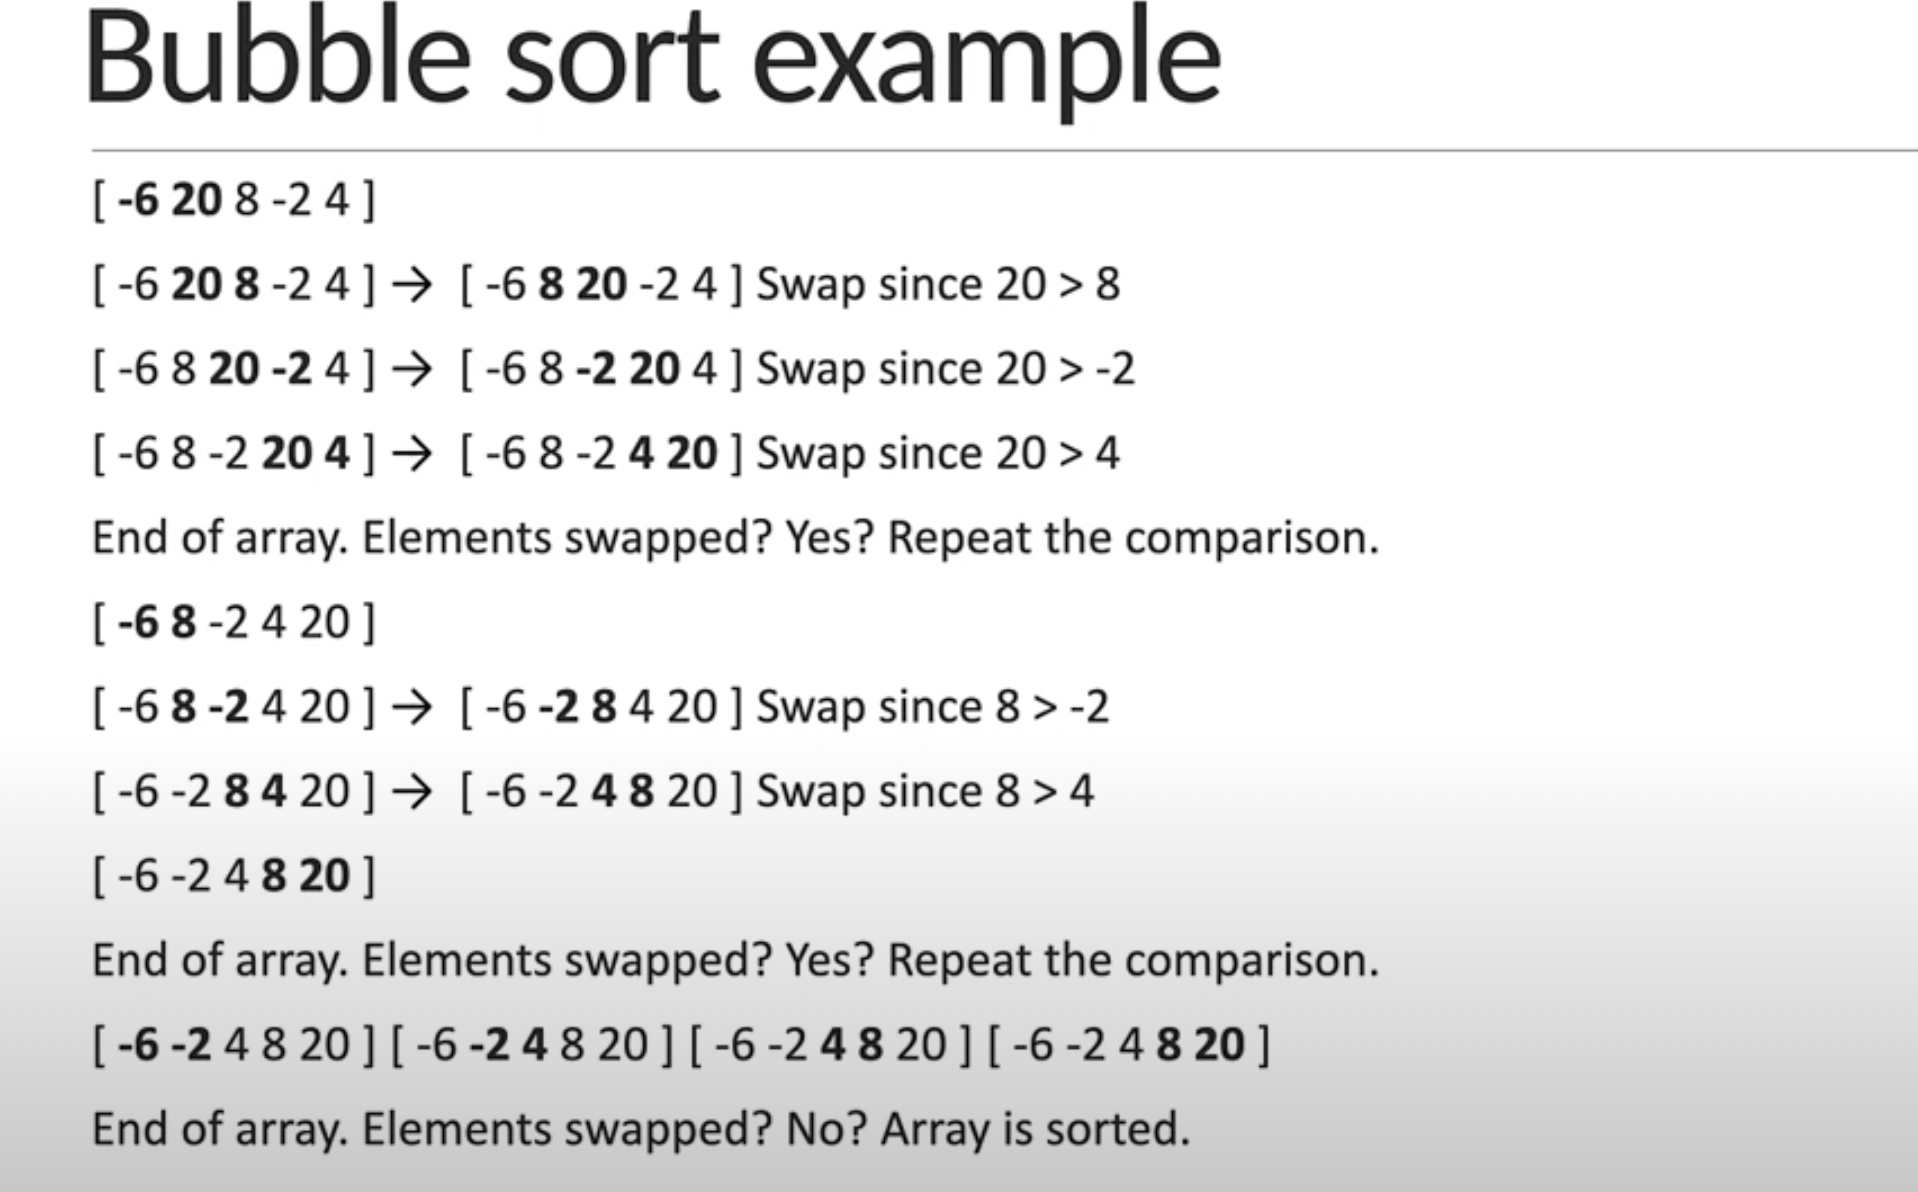 Bubble sort example
[ -6 20 8 -2 4 ]
[ -6 20 8 -2 4 ] → [ -6 8 20 -2 4 ] Swap since 20 > 8
[ -6 8 20 -2 4 ] → [ -6 8 -2 20 4 ] Swap since 20 > -2
[ -6 8 -2 20 4 ] → [ -6 8 -2 4 20 ] Swap since 20 > 4
End of array. Elements swapped? Yes? Repeat the comparison.
[ -6 8 -2 4 20 ]
[ -6 8 -2 4 20 ] → [ -6 -2 8 4 20 ] Swap since 8 > -2
[ -6 -2 8 4 20 ] → [ -6 -2 4 8 20 ] Swap since 8 > 4
[ -6 -2 4 8 20 ]
End of array. Elements swapped? Yes? Repeat the comparison.
[ -6 -2 4 8 20 ] [ -6 -2 4 8 20 ] [ -6 -2 4 8 20 ] [ -6 -2 4 8 20 ]
End of array. Elements swapped? No? Array is sorted.